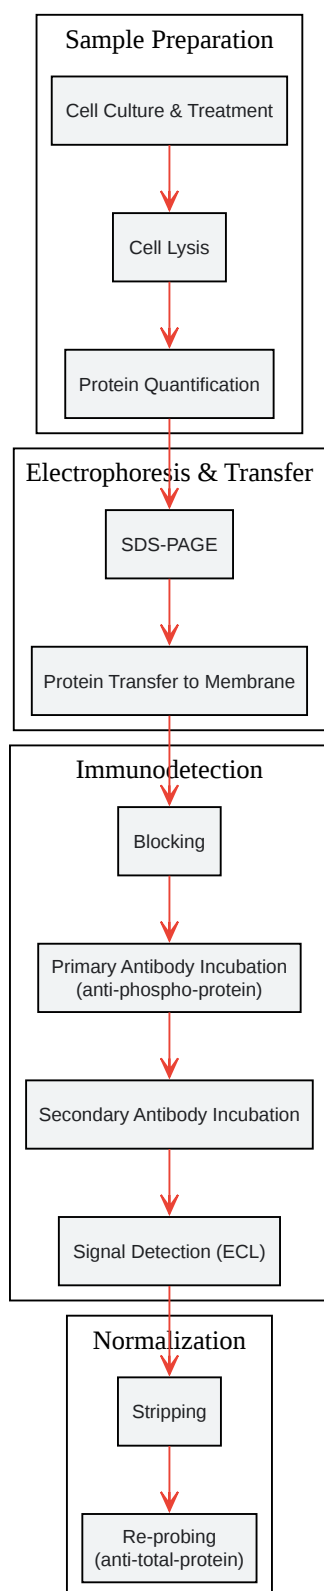 Sample Preparation
Cell Culture & Treatment
Cell Lysis
Protein Quantification
Electrophoresis & Transfer
SDS-PAGE
Protein Transfer to Membrane
Immunodetection
Blocking
Primary Antibody Incubation
(anti-phospho-protein)
Secondary Antibody Incubation
Signal Detection (ECL)
Normalization
Stripping
Re-probing
(anti-total-protein)